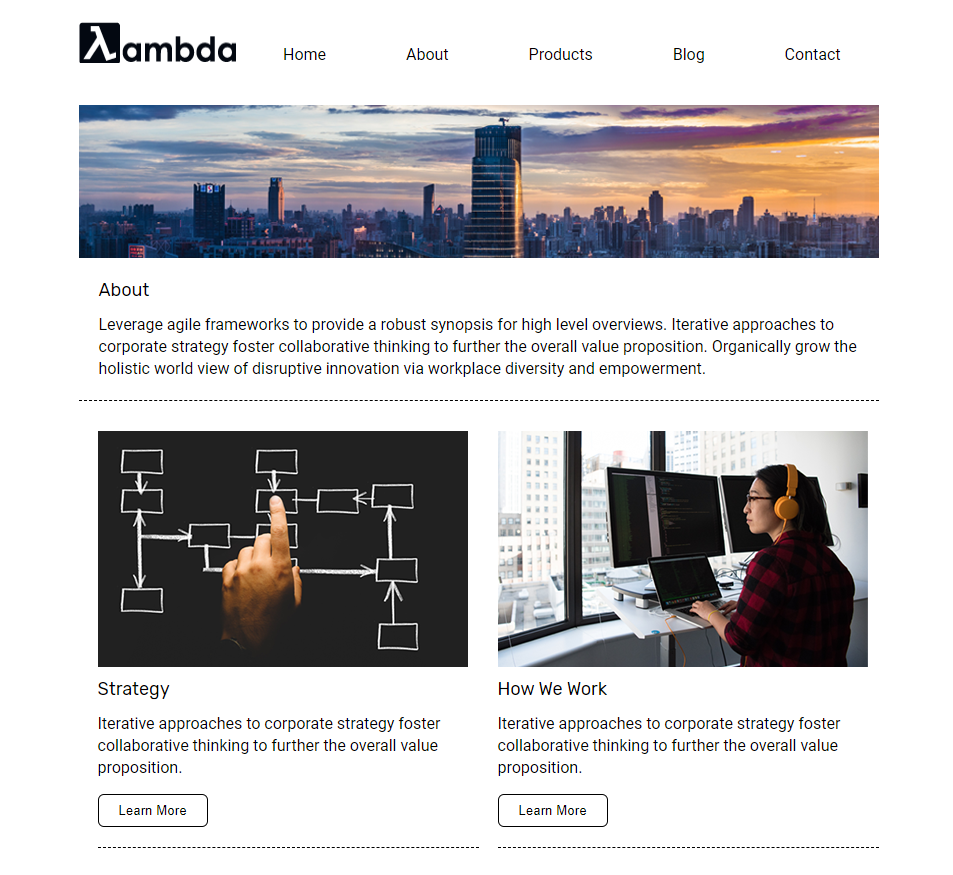 λambda
Home About Products Blog Contact
About
Leverage agile frameworks to provide a robust synopsis for high level overviews. Iterative approaches to
corporate strategy foster collaborative thinking to further the overall value proposition. Organically grow the
holistic world view of disruptive innovation via workplace diversity and empowerment.
Strategy
Iterative approaches to corporate strategy foster
collaborative thinking to further the overall value
proposition.
Learn More
How We Work
Iterative approaches to corporate strategy foster
collaborative thinking to further the overall value
proposition.
Learn More